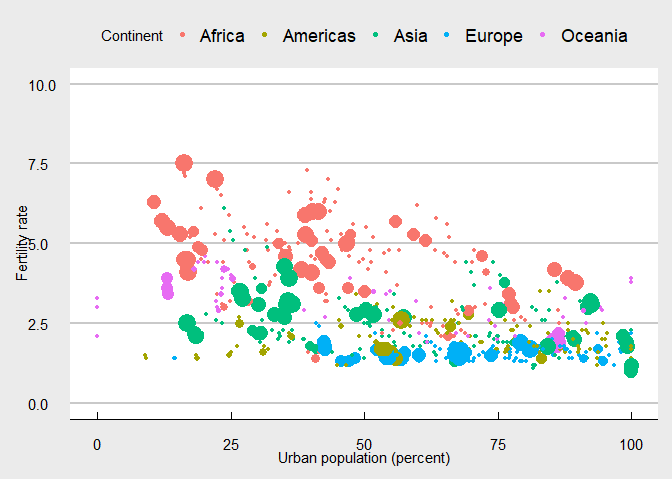 Continent Africa Americas Asia Europe Oceania
10.0
7.5
5.0
2.5
0.0
Fertility rate
0 25 50 75 100
Urban population (percent)